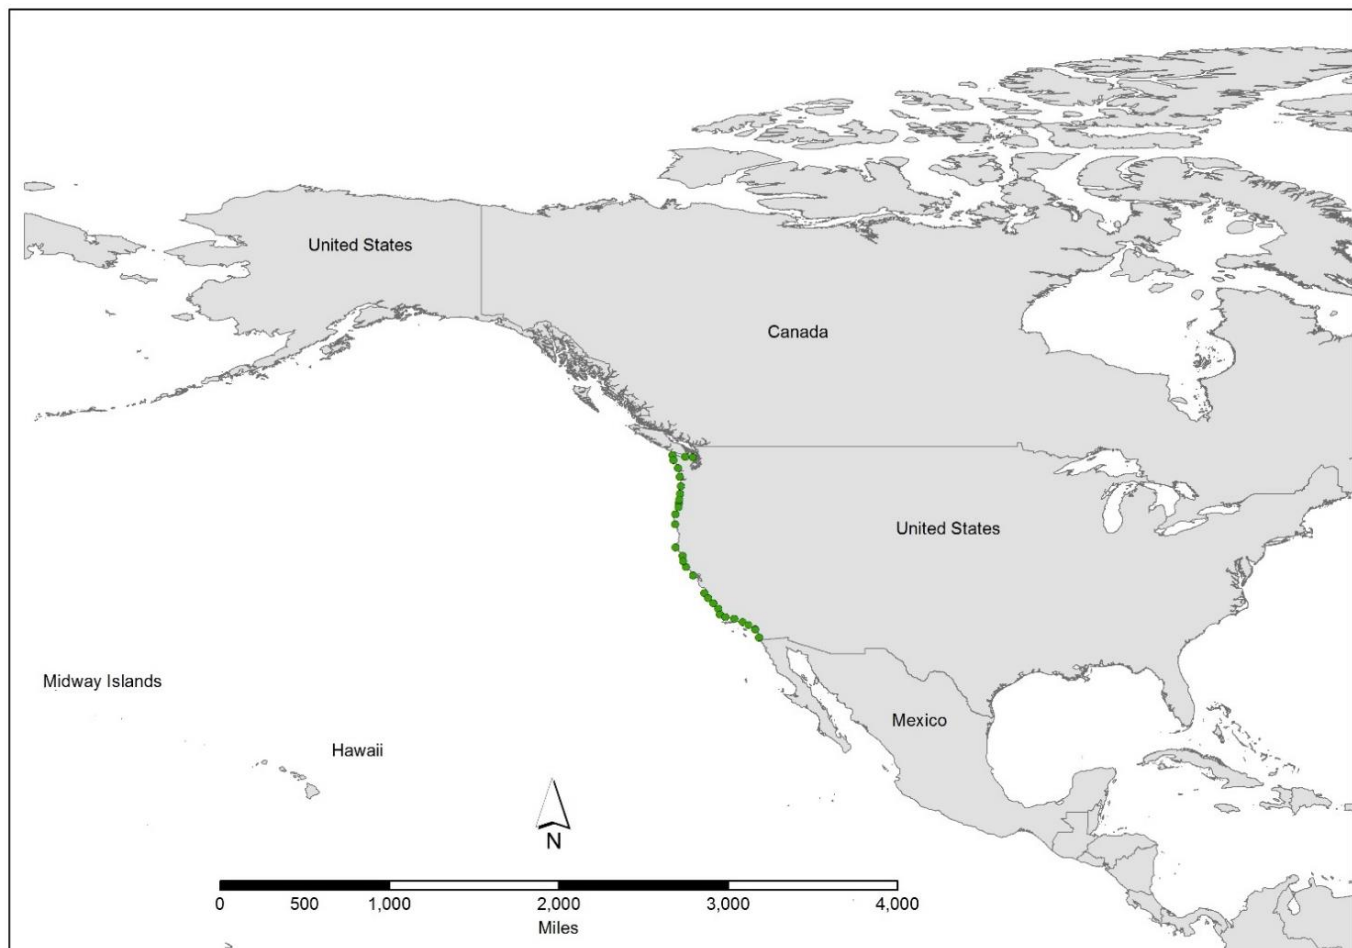 United States
Canada
United States
Midway Islands
Mexico
Hawaii
N
0 500 1,000 2,000 3,000 4,000
Miles